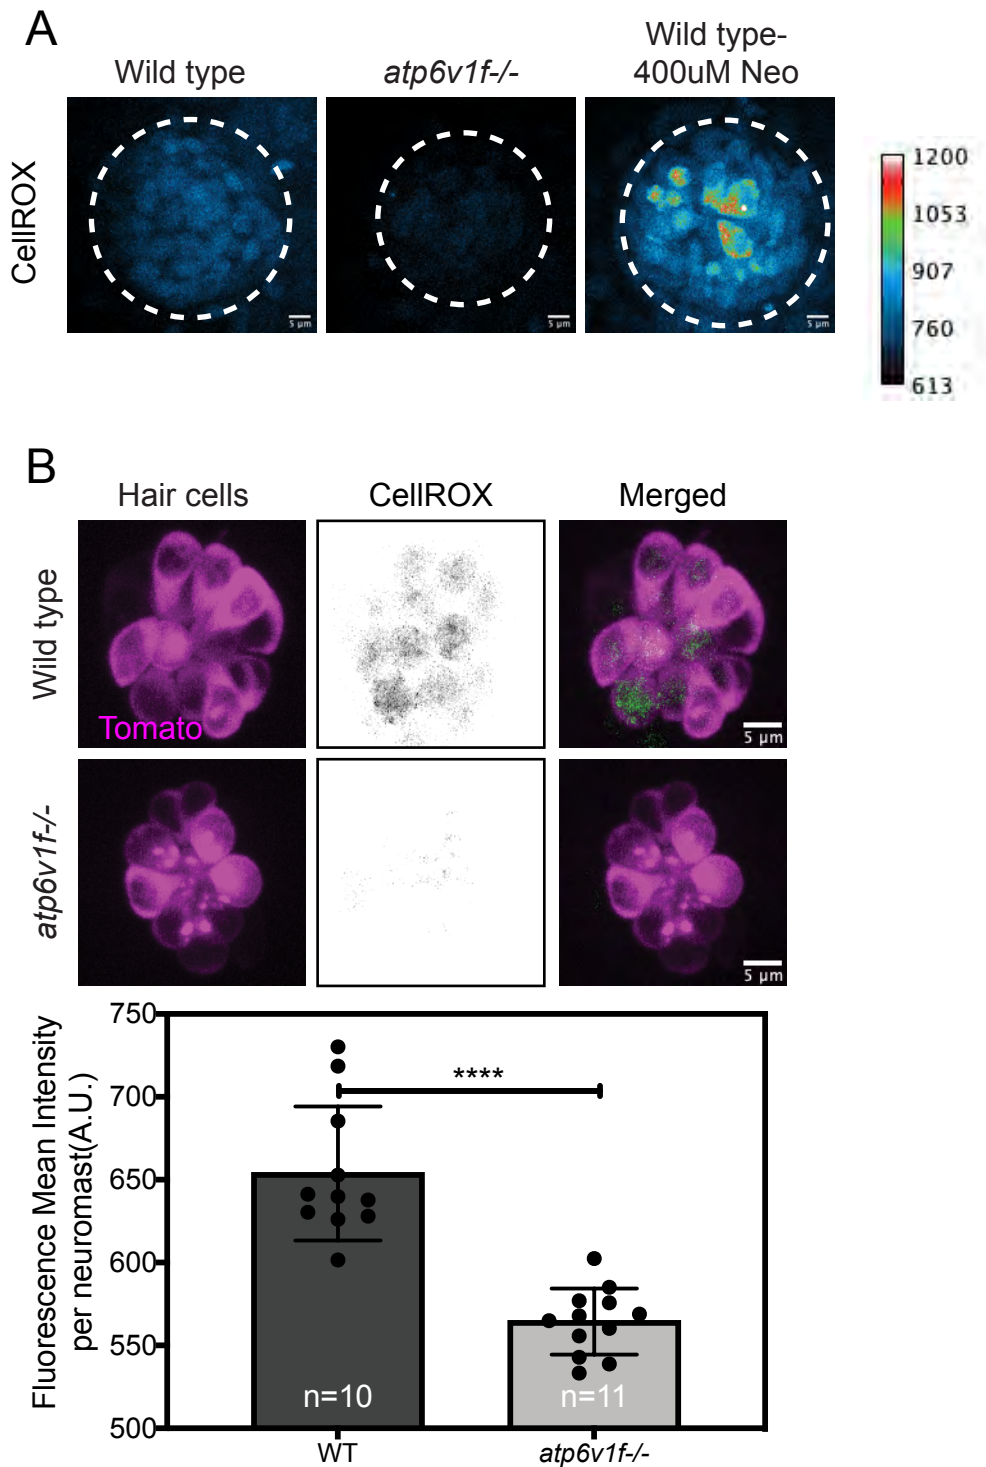 A
Wild type
atp6v1f-/-
Wild type-
400uM Neo
CellROX
5 µm
5 µm
5 µm
1200
1053
907
760
613
B
Hair cells
CellROX
Merged
Wild type
Tomato
5 µm
atp6v1f-/-
5 µm
Fluorescence Mean Intensity
per neuromast(A.U.)
750
700
650
600
550
500
****
n=10
n=11
WT
atp6v1f-/-